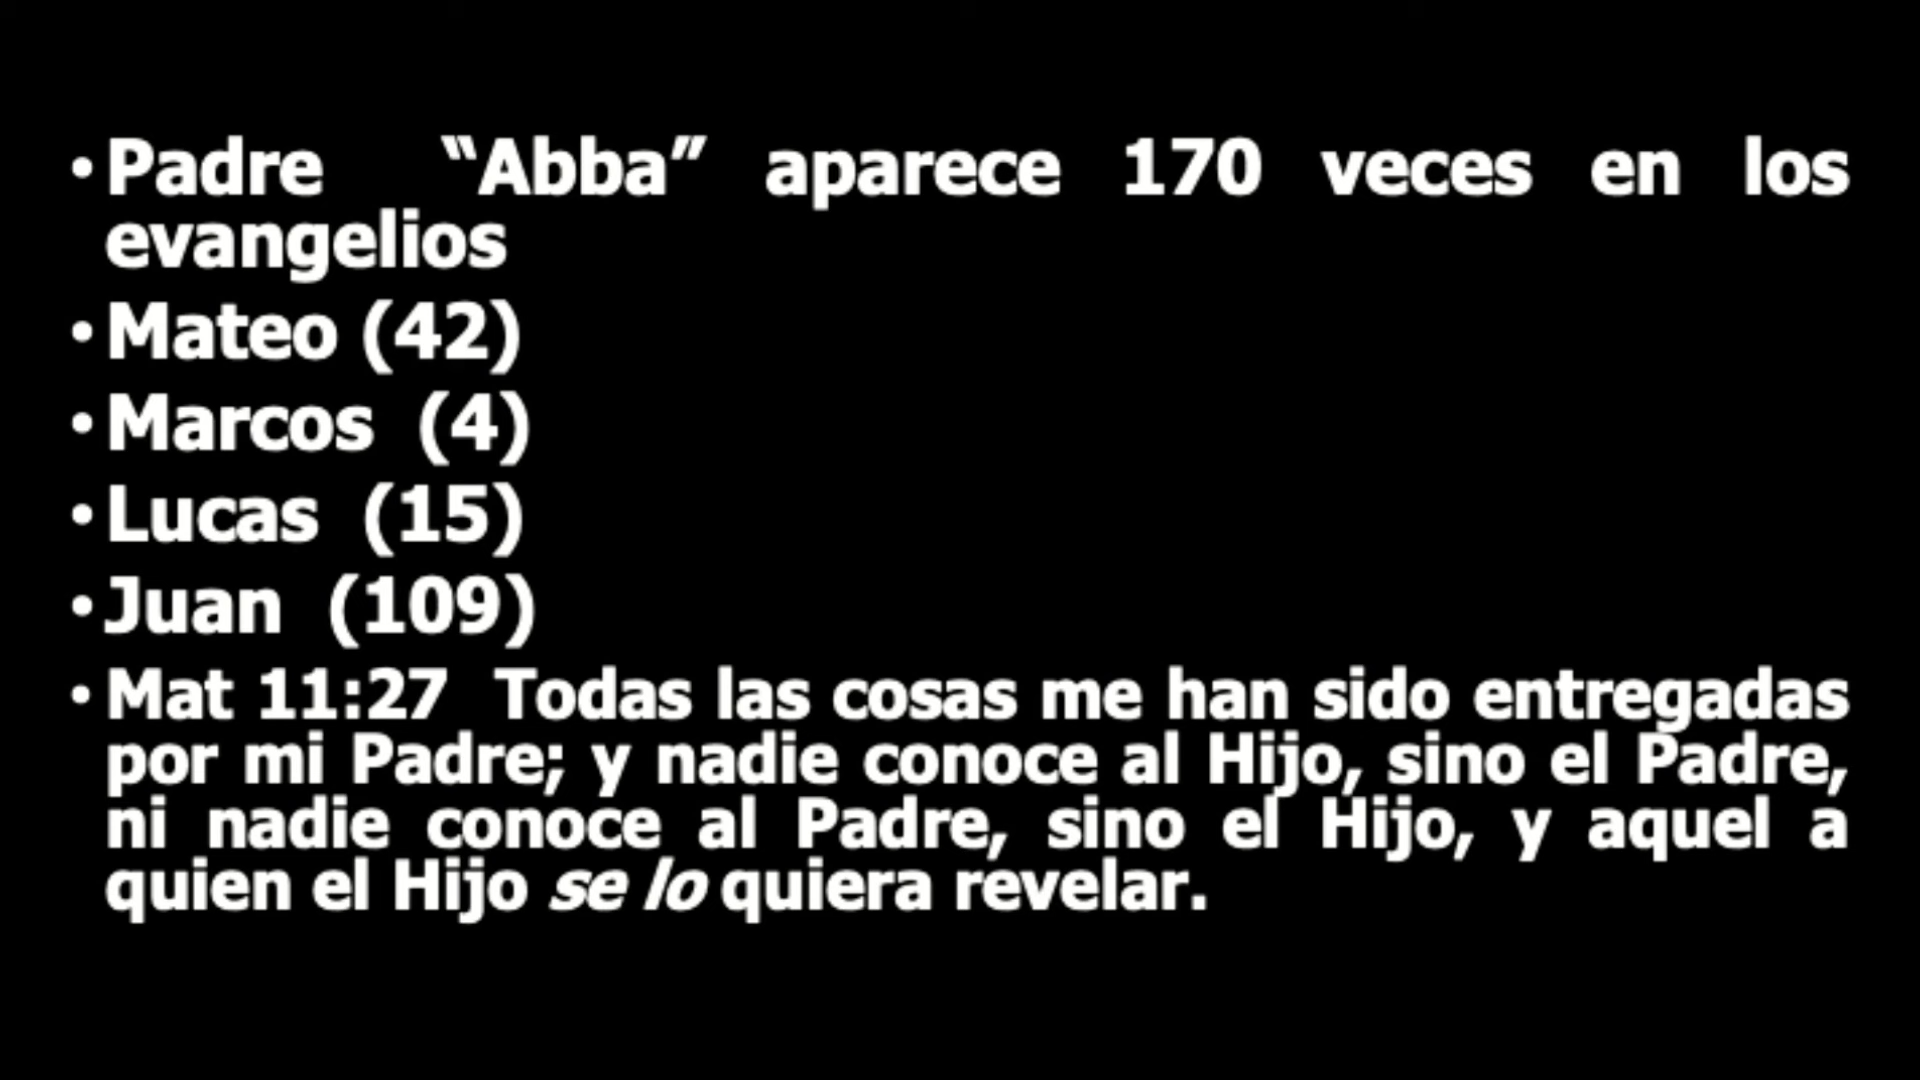 • Padre “Abba” aparece 170 veces en los
evangelios
• Mateo (42)
• Marcos (4)
• Lucas (15)
• Juan (109)
• Mat 11:27 Todas las cosas me han sido entregadas
por mi Padre; y nadie conoce al Hijo, sino el Padre,
ni nadie conoce al Padre, sino el Hijo, y aquel a
quien el Hijo se lo quiera revelar.